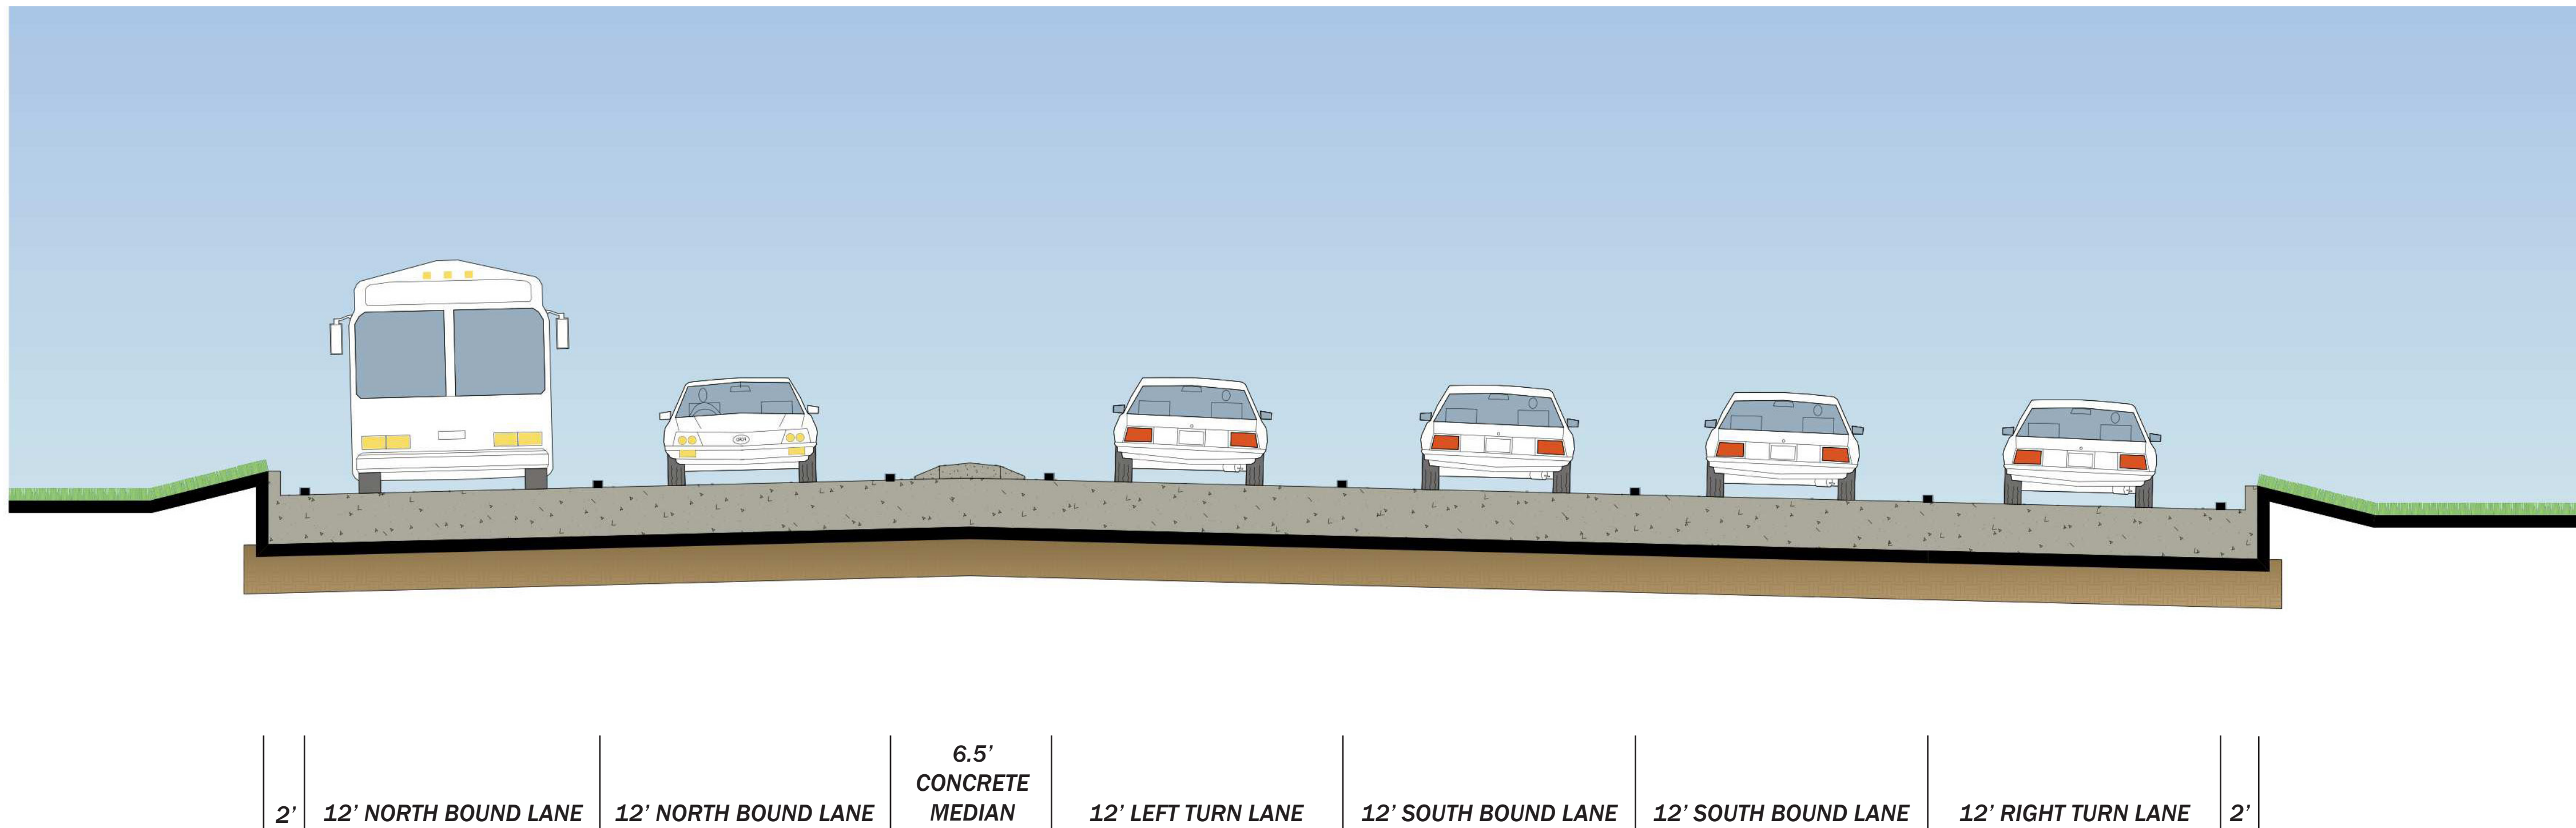 2’
12’ NORTH BOUND LANE
12’ NORTH BOUND LANE
6.5’
CONCRETE
MEDIAN
12’ LEFT TURN LANE
12’ SOUTH BOUND LANE
12’ SOUTH BOUND LANE
12’ RIGHT TURN LANE
2’